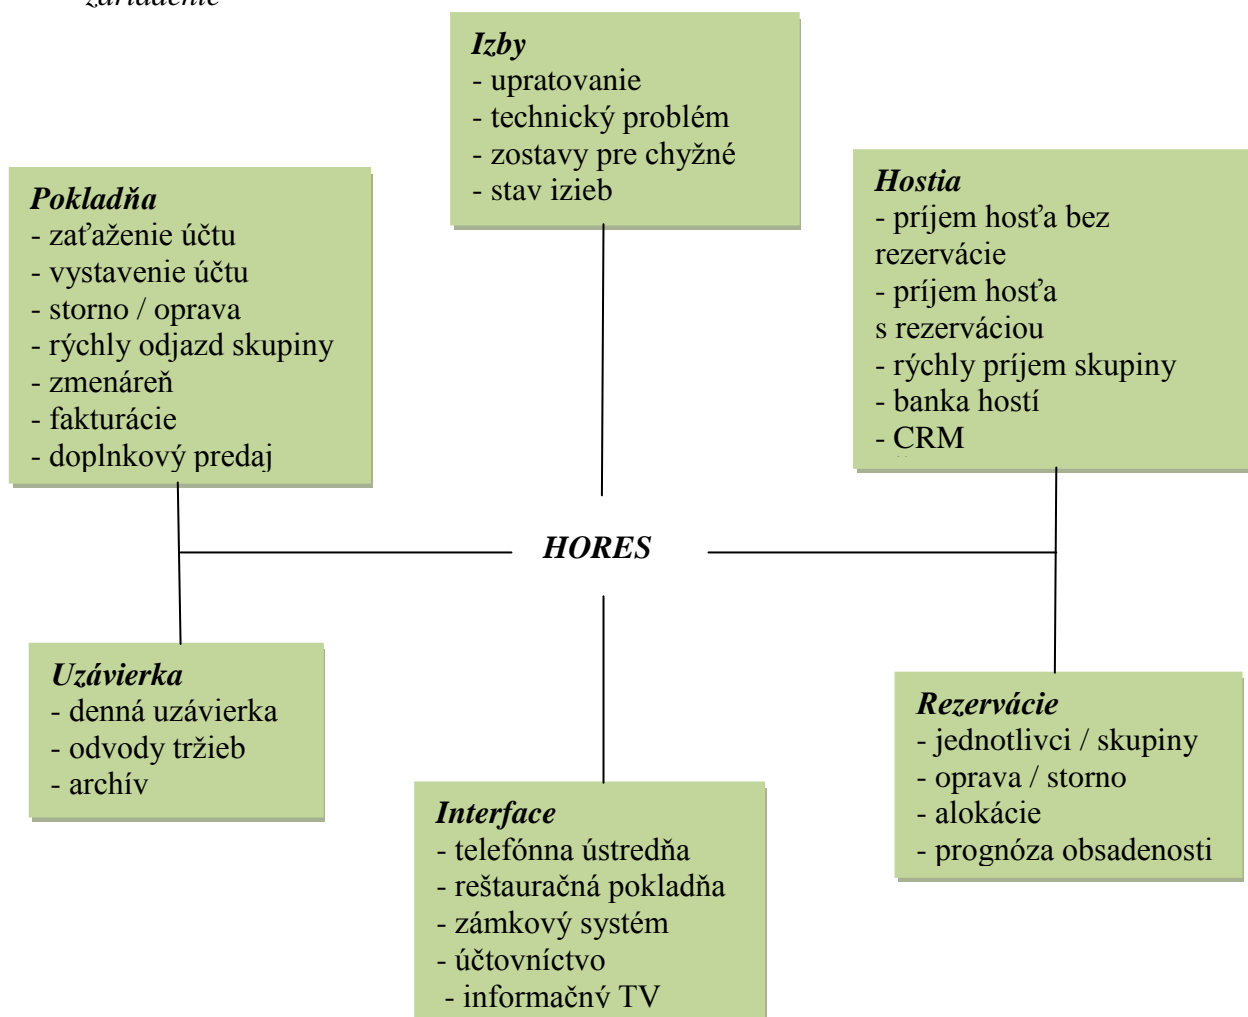 zariadenie
Izby
- upratovanie
- technický problém
- zostavy pre chyžné
- stav izieb
Pokladňa
- zaťaženie účtu
- vystavenie účtu
- storno / oprava
- rýchly odjazd skupiny
- zmenáreň
- fakturácie
- doplnkový predaj
Hostia
- príjem hosťa bez
rezervácie
- príjem hosťa
s rezerváciou
- rýchly príjem skupiny
- banka hostí
- CRM
HORES
Uzávierka
- denná uzávierka
- odvody tržieb
- archív
Interface
- telefónna ústredňa
- reštauračná pokladňa
- zámkový systém
- účtovníctvo
- informačný TV
Rezervácie
- jednotlivci / skupiny
- oprava / storno
- alokácie
- prognóza obsadenosti